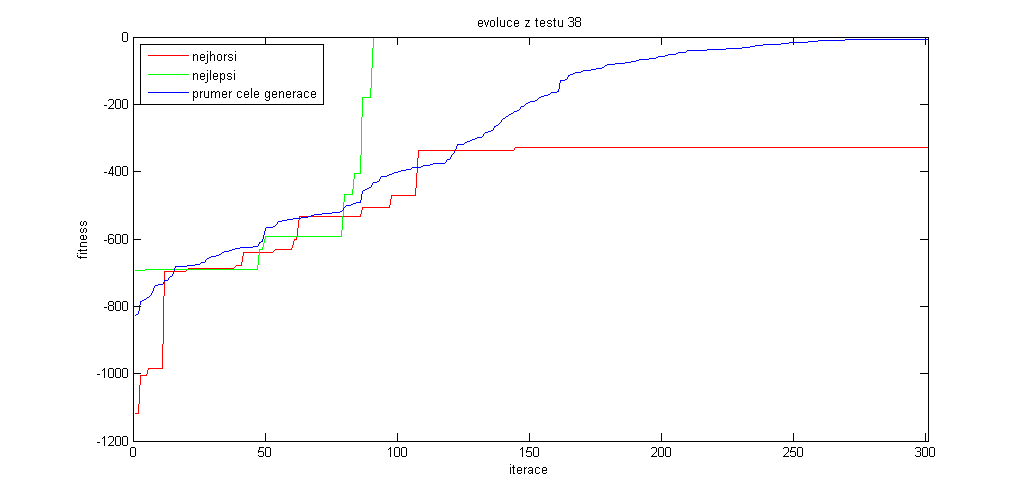 evoluce z testu 38
nejhorsi
nejlepsi
prumer cele generace
fitness
0
-200
-400
-600
-800
-1000
-1200
0 50 100 150 200 250 300
iterace